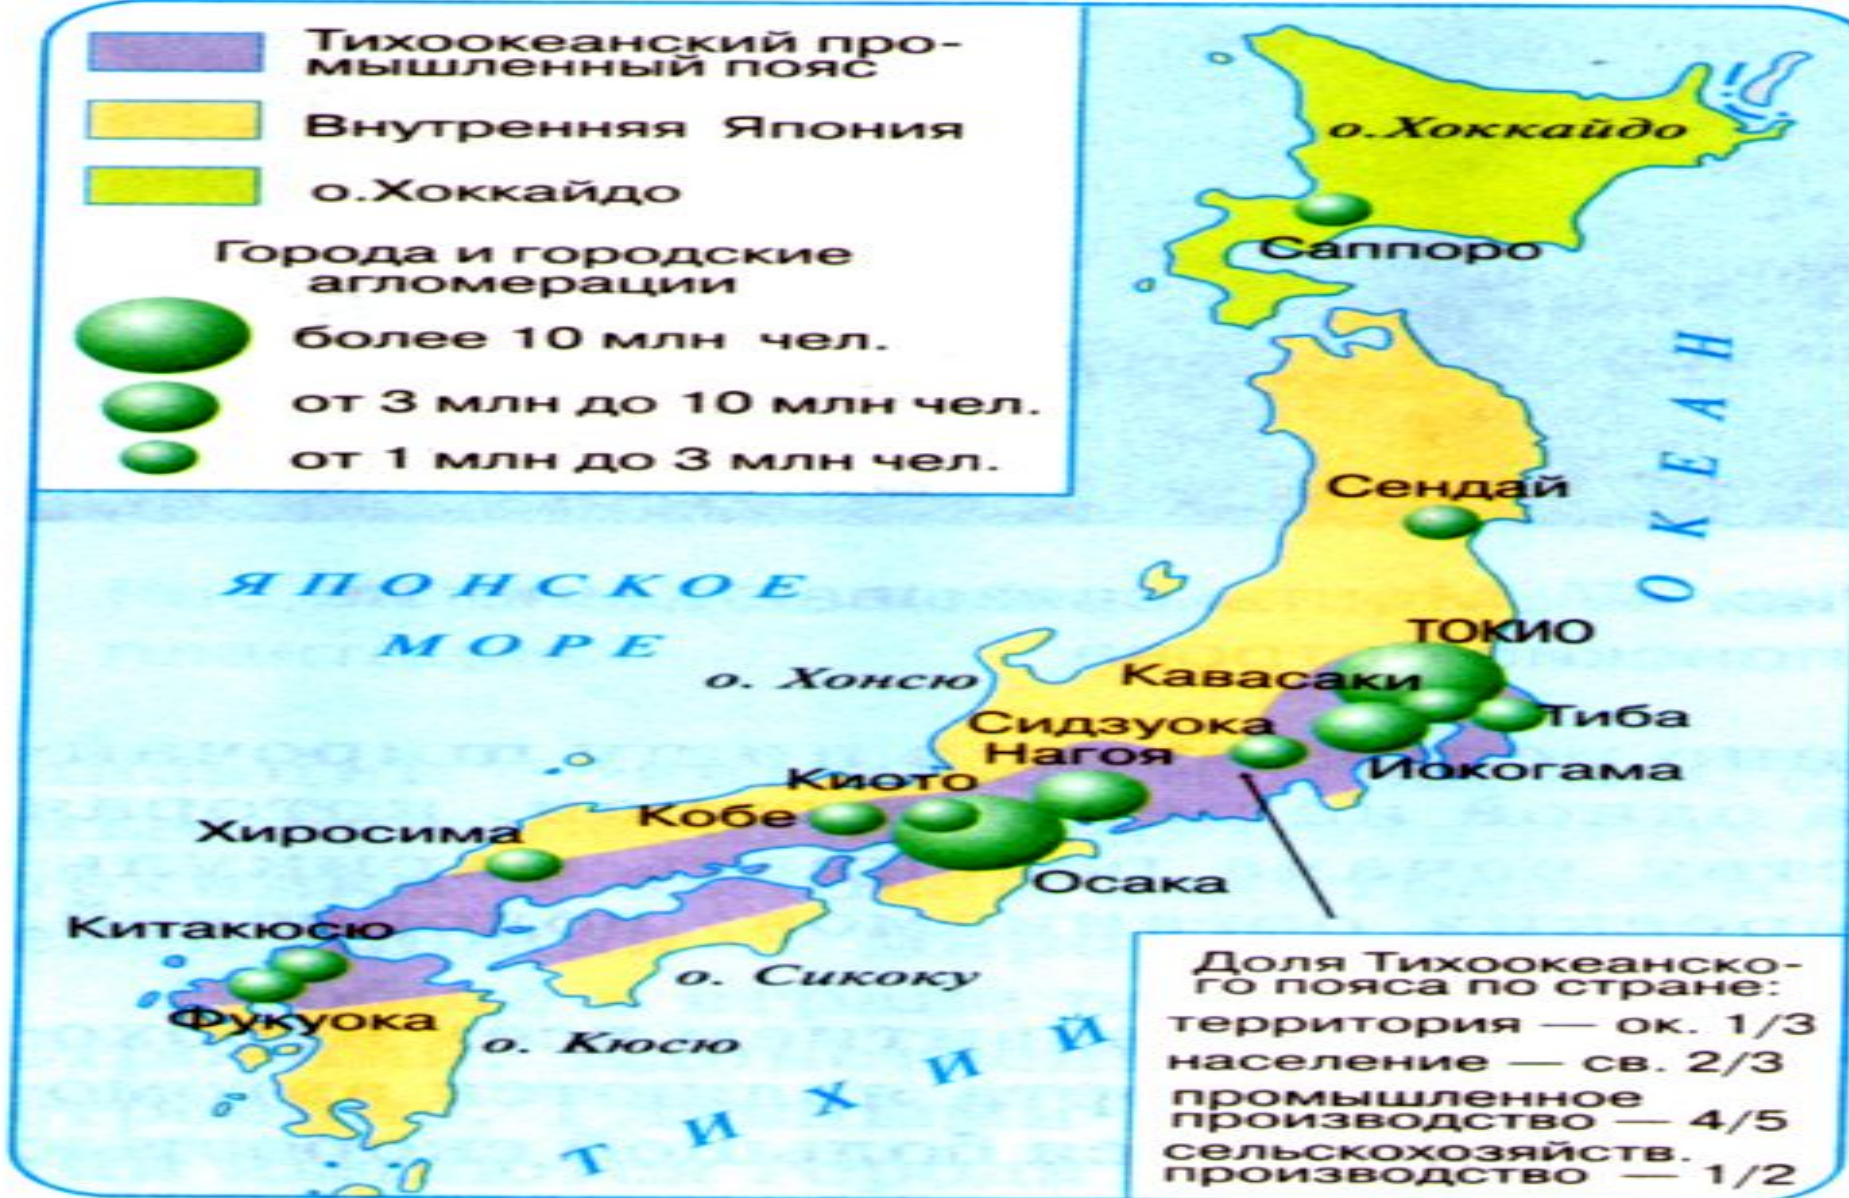 Тихоокеанский про-
мышленный пояс
Внутренняя Япония
о.Хоккайдо
Города и городские
агломерации
более 10 млн чел.
от 3 млн до 10 млн чел.
от 1 млн до 3 млн чел.
о.Хоккайдо
Саппоро
Сендай
ЯПОНСКОЕ
МОРЕ
о. Хонсю
ТОКИО
Кавасаки
Тиба
Сидзуока
Нагоя
Иокогама
Киото
Кобе
Хиросима
Осака
Китакюсю
Фукуока
о. Сикоку
о. Кюсю
ТИХИЙ
ОКЕАН
Доля Тихоокеанско-
го пояса по стране:
территория — ок. 1/3
население — св. 2/3
промышленное
производство — 4/5
сельскохозяйств.
производство — 1/2